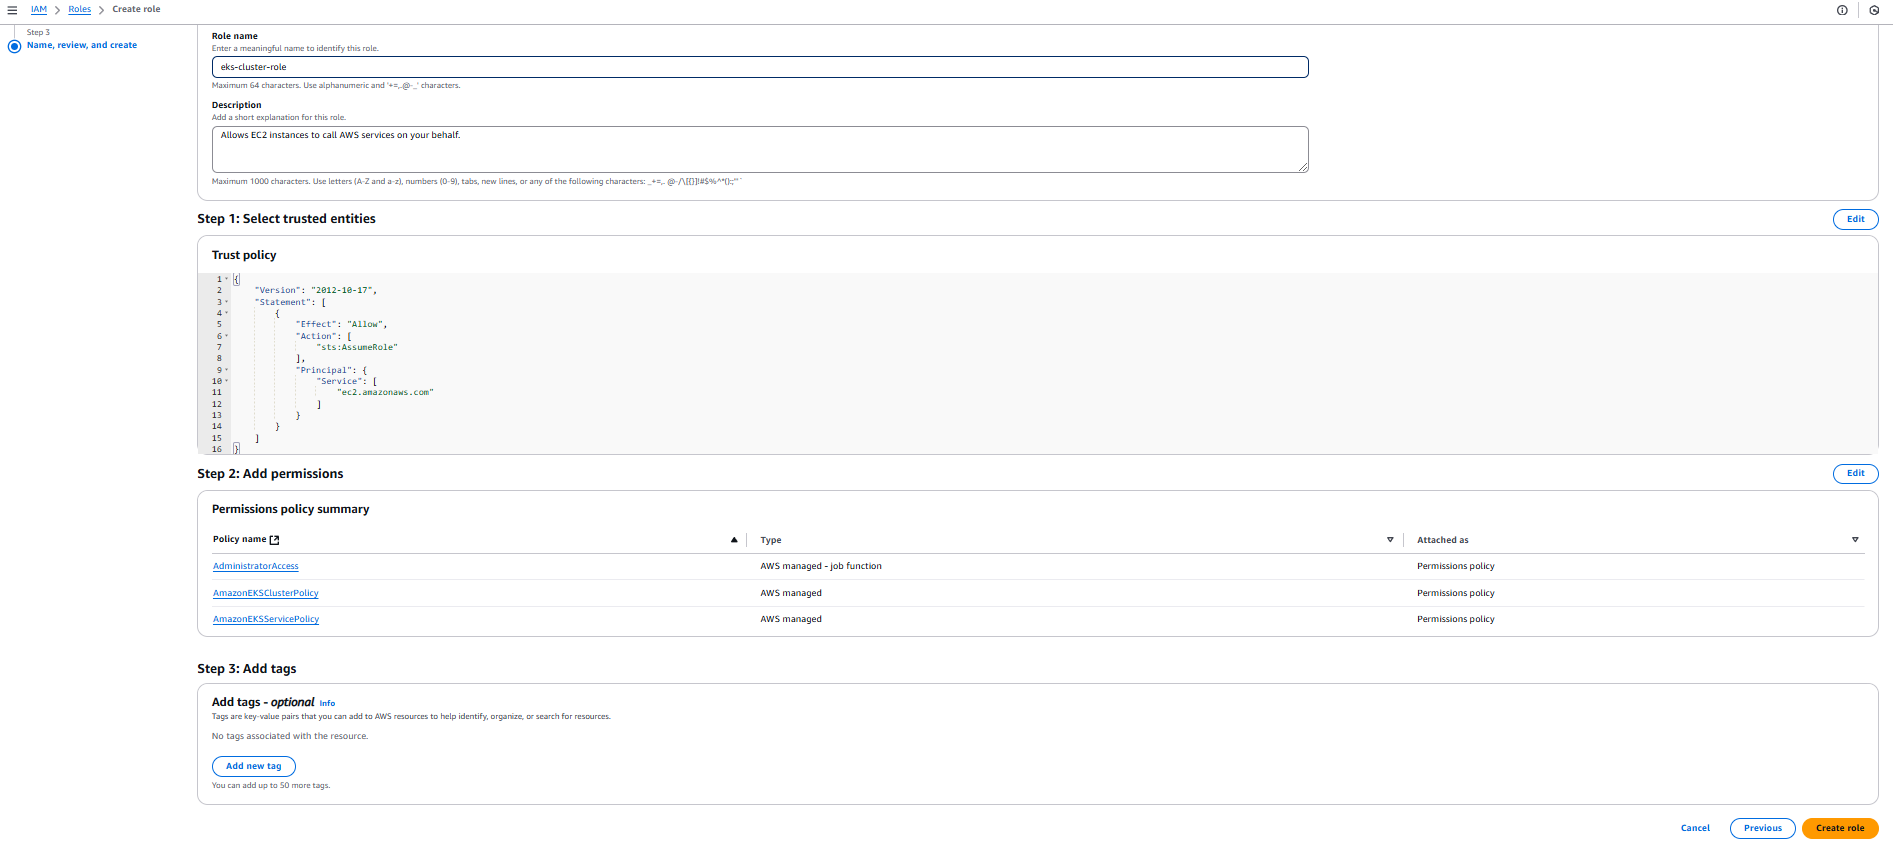 IAM > Roles > Create role
Step 3
Name, review, and create
Role name
Enter a meaningful name to identify this role.
eks-cluster-role
Maximum 64 characters. Use alphanumeric and '+=,.@-_' characters.
Description
Add a short explanation for this role.
Allows EC2 instances to call AWS services on your behalf.
Maximum 1000 characters. Use letters (A-Z and a-z), numbers (0-9), tabs, new lines, or any of the following characters: _+=,. @-/\[{}]!#$%^*();:'"`
Step 1: Select trusted entities
Edit
Trust policy
1 {
2 "Version": "2012-10-17",
3 "Statement": [
4 {
5 "Effect": "Allow",
6 "Action": [
7 "sts:AssumeRole"
8 ],
9 "Principal": {
10 "Service": [
11 "ec2.amazonaws.com"
12 ]
13 }
14 }
15 ]
16 }
Step 2: Add permissions
Edit
Permissions policy summary
Policy name Type Attached as
AdministratorAccess AWS managed - job function Permissions policy
AmazonEKSClusterPolicy AWS managed Permissions policy
AmazonEKSServicePolicy AWS managed Permissions policy
Step 3: Add tags
Add tags - optional Info
Tags are key-value pairs that you can add to AWS resources to help identify, organize, or search for resources.
No tags associated with the resource.
Add new tag
You can add up to 50 more tags.
Cancel Previous Create role